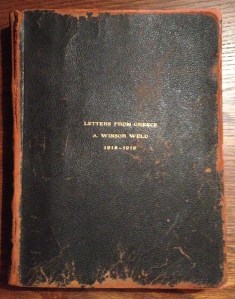 LETTERS FROM GREECE
A. WINSOR WELD
1918-1919